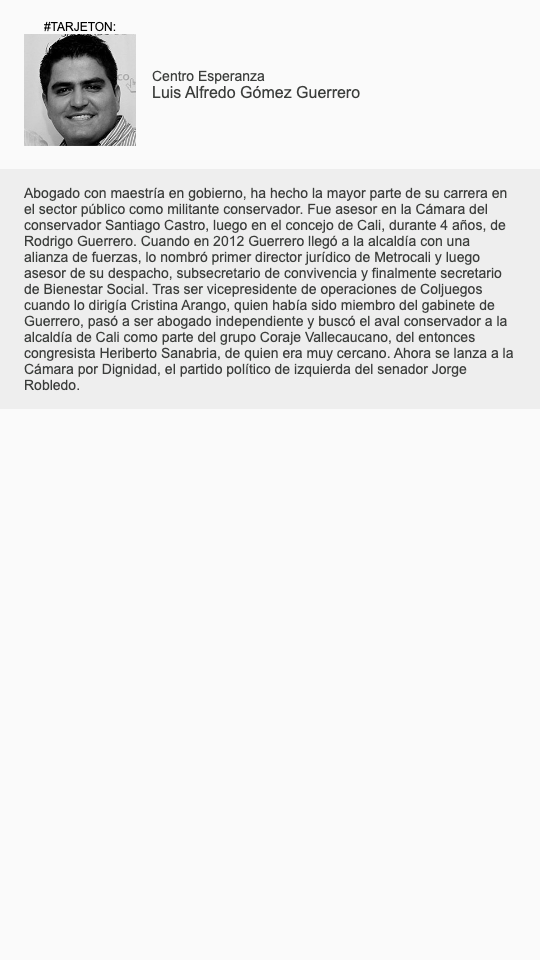 #TARJETON:
Centro Esperanza
Luis Alfredo Gómez Guerrero
Abogado con maestría en gobierno, ha hecho la mayor parte de su carrera en
el sector público como militante conservador. Fue asesor en la Cámara del
conservador Santiago Castro, luego en el concejo de Cali, durante 4 años, de
Rodrigo Guerrero. Cuando en 2012 Guerrero llegó a la alcaldía con una
alianza de fuerzas, lo nombró primer director jurídico de Metrocali y luego
asesor de su despacho, subsecretario de convivencia y finalmente secretario
de Bienestar Social. Tras ser vicepresidente de operaciones de Coljuegos
cuando lo dirigía Cristina Arango, quien había sido miembro del gabinete de
Guerrero, pasó a ser abogado independiente y buscó el aval conservador a la
alcaldía de Cali como parte del grupo Coraje Vallecaucano, del entonces
congresista Heriberto Sanabria, de quien era muy cercano. Ahora se lanza a la
Cámara por Dignidad, el partido político de izquierda del senador Jorge
Robledo.